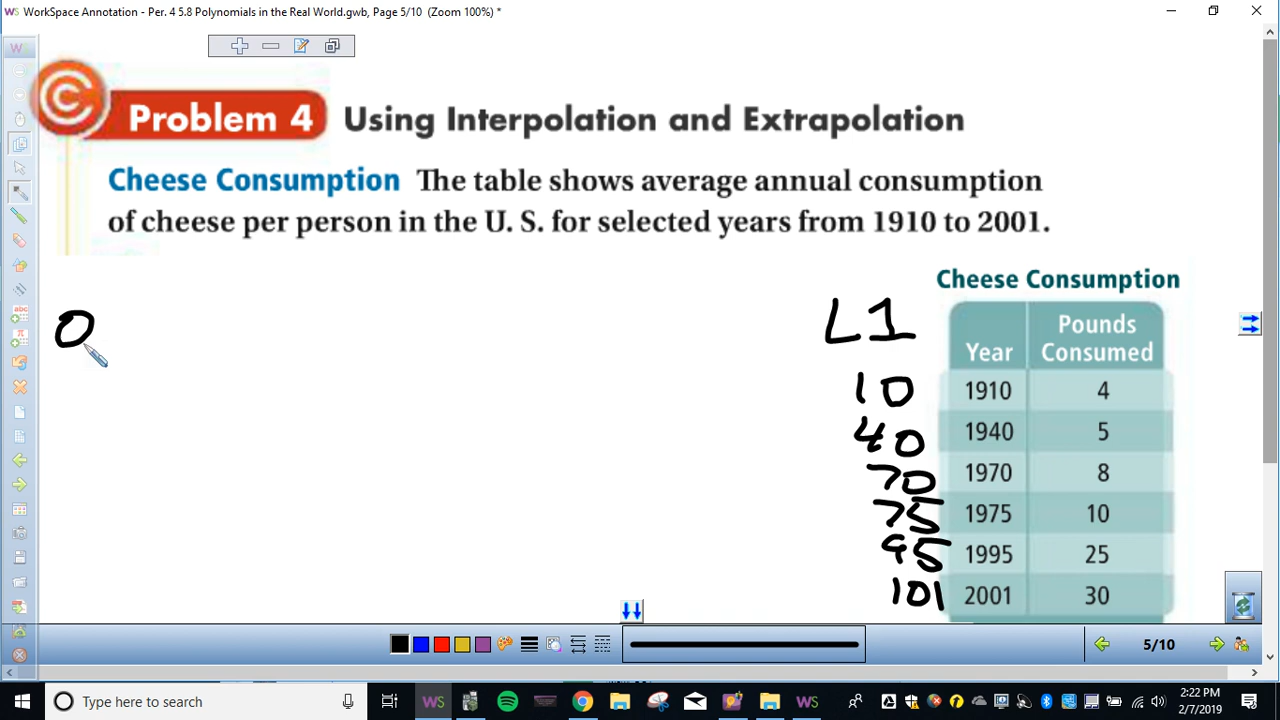 WorkSpace Annotation - Per. 4 5.8 Polynomials in the Real World.gwb, Page 5/10 (Zoom 100%) *
Problem 4 Using Interpolation and Extrapolation
Cheese Consumption The table shows average annual consumption
of cheese per person in the U. S. for selected years from 1910 to 2001.
Cheese Consumption
O
L1
Year Pounds Consumed
10 1910 4
40 1940 5
70 1970 8
75 1975 10
95 1995 25
101 2001 30
abc
π
5/10
Type here to search
WS
WS
2:22 PM
2/7/2019